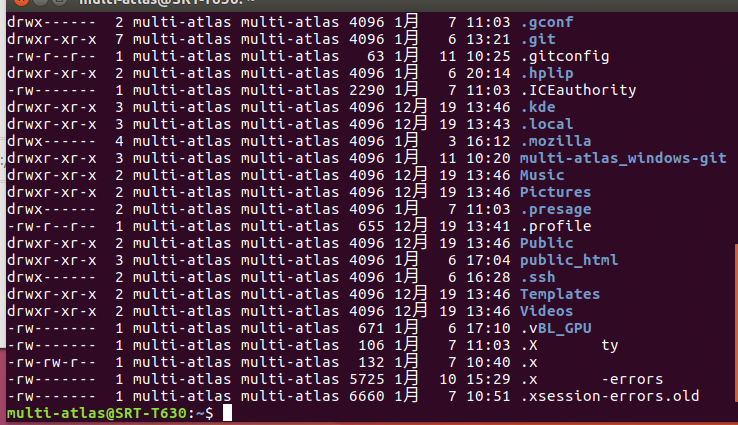 multi-atlas@SRT-T630: ~
drwx------ 2 multi-atlas multi-atlas 4096 1月 7 11:03 .gconf
drwxr-xr-x 7 multi-atlas multi-atlas 4096 1月 6 13:21 .git
-rw-r--r-- 1 multi-atlas multi-atlas 63 1月 11 10:25 .gitconfig
drwxr-xr-x 2 multi-atlas multi-atlas 4096 1月 6 20:14 .hplip
-rw------- 1 multi-atlas multi-atlas 2290 1月 7 11:03 .ICEauthority
drwxr-xr-x 3 multi-atlas multi-atlas 4096 12月 19 13:46 .kde
drwxr-xr-x 3 multi-atlas multi-atlas 4096 12月 19 13:43 .local
drwx------ 4 multi-atlas multi-atlas 4096 1月 3 16:12 .mozilla
drwxr-xr-x 3 multi-atlas multi-atlas 4096 1月 11 10:20 multi-atlas_windows-git
drwxr-xr-x 2 multi-atlas multi-atlas 4096 12月 19 13:46 Music
drwxr-xr-x 2 multi-atlas multi-atlas 4096 12月 19 13:46 Pictures
drwx------ 2 multi-atlas multi-atlas 4096 1月 7 11:03 .presage
-rw-r--r-- 1 multi-atlas multi-atlas 655 12月 19 13:41 .profile
drwxr-xr-x 2 multi-atlas multi-atlas 4096 12月 19 13:46 Public
drwxr-xr-x 3 multi-atlas multi-atlas 4096 1月 6 17:04 public_html
drwx------ 2 multi-atlas multi-atlas 4096 1月 6 16:28 .ssh
drwxr-xr-x 2 multi-atlas multi-atlas 4096 12月 19 13:46 Templates
drwxr-xr-x 2 multi-atlas multi-atlas 4096 12月 19 13:46 Videos
-rw------- 1 multi-atlas multi-atlas 671 1月 6 17:10 .vBL_GPU
-rw------- 1 multi-atlas multi-atlas 106 1月 7 11:03 .X ty
-rw-rw-r-- 1 multi-atlas multi-atlas 132 1月 7 10:40 .x
-rw------- 1 multi-atlas multi-atlas 5725 1月 10 15:29 .x -errors
-rw------- 1 multi-atlas multi-atlas 6660 1月 7 10:51 .xsession-errors.old
multi-atlas@SRT-T630:~$